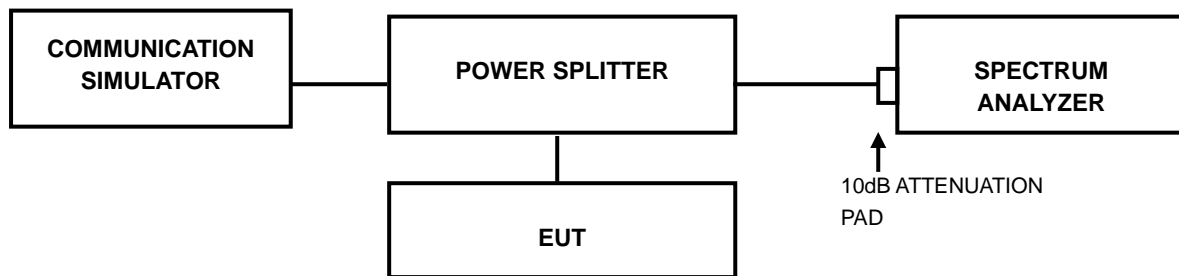 COMMUNICATION
SIMULATOR
POWER SPLITTER
SPECTRUM
ANALYZER
10dB ATTENUATION
PAD
EUT